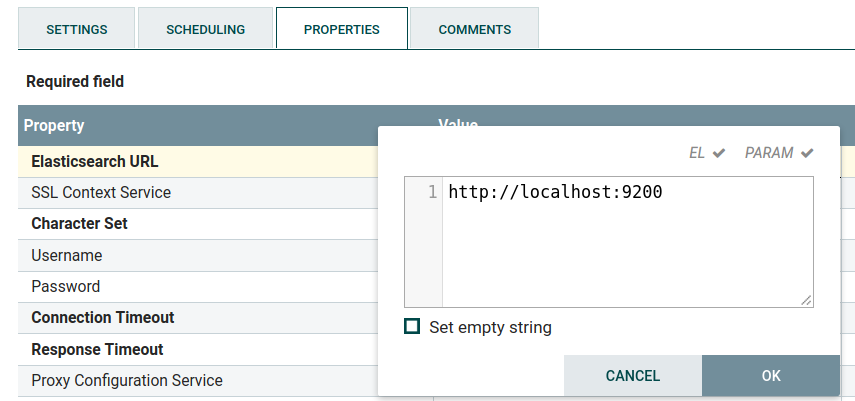 SETTINGS SCHEDULING PROPERTIES COMMENTS
Required field
Property Value
EL PARAM
Elasticsearch URL
1 http://localhost:9200
SSL Context Service
Character Set
Username
Password
Connection Timeout
Set empty string
Response Timeout
Proxy Configuration Service
CANCEL OK